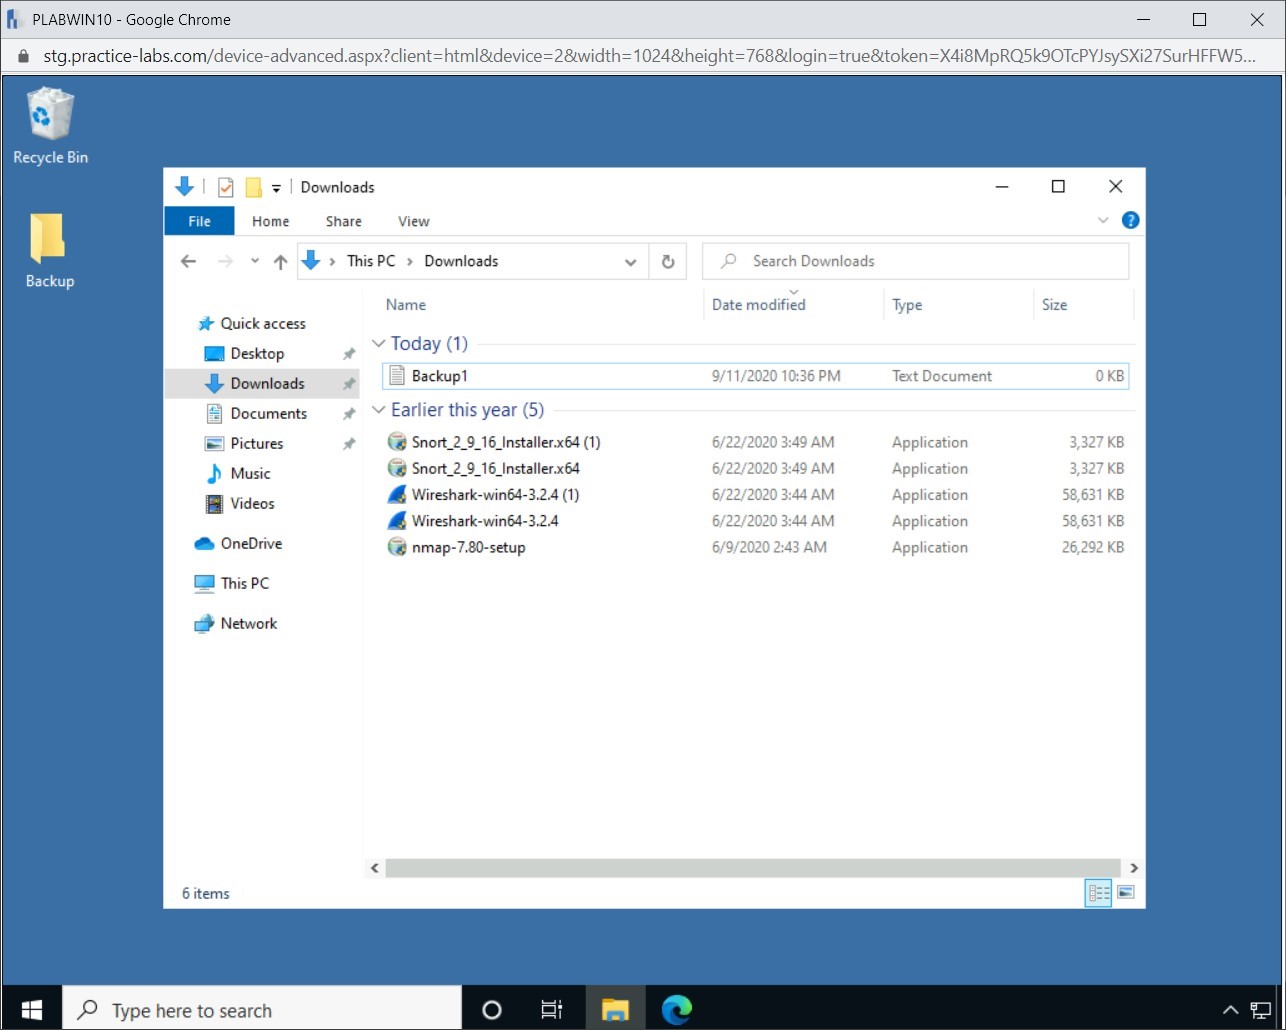 PLABWIN10 - Google Chrome
stg.practice-labs.com/device-advanced.aspx?client=html&device=2&width=1024&height=768&login=true&token=X4i8MpRQ5k9OTcPYJsySXi27SurHFFW5...
Recycle Bin
Backup
Downloads
File Home Share View
This PC Downloads
Search Downloads
Name Date modified Type Size
Quick access
Desktop
Downloads
Documents
Pictures
Music
Videos
OneDrive
This PC
Network
Today (1)
Backup1 9/11/2020 10:36 PM Text Document 0 KB
Earlier this year (5)
Snort_2_9_16_Installer.x64 (1) 6/22/2020 3:49 AM Application 3,327 KB
Snort_2_9_16_Installer.x64 6/22/2020 3:49 AM Application 3,327 KB
Wireshark-win64-3.2.4 (1) 6/22/2020 3:44 AM Application 58,631 KB
Wireshark-win64-3.2.4 6/22/2020 3:44 AM Application 58,631 KB
nmap-7.80-setup 6/9/2020 2:43 AM Application 26,292 KB
6 items
Type here to search